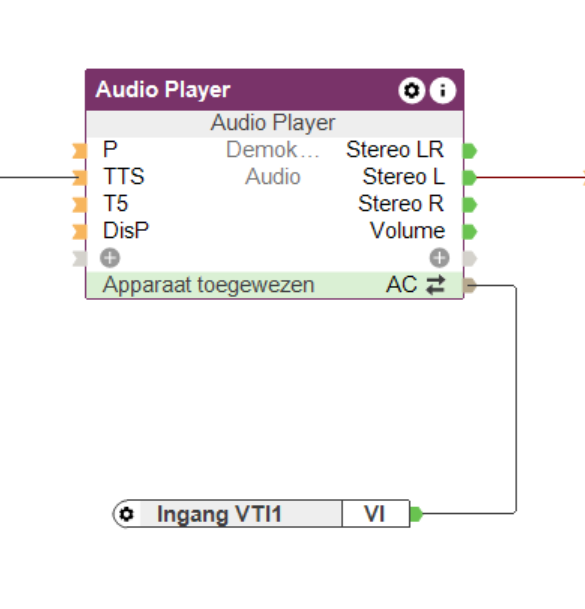 Audio Player
Audio Player
P Demok... Stereo LR
TTS Audio Stereo L
T5 Stereo R
DisP Volume
Apparaat toegewezen AC
Ingang VTI1 VI